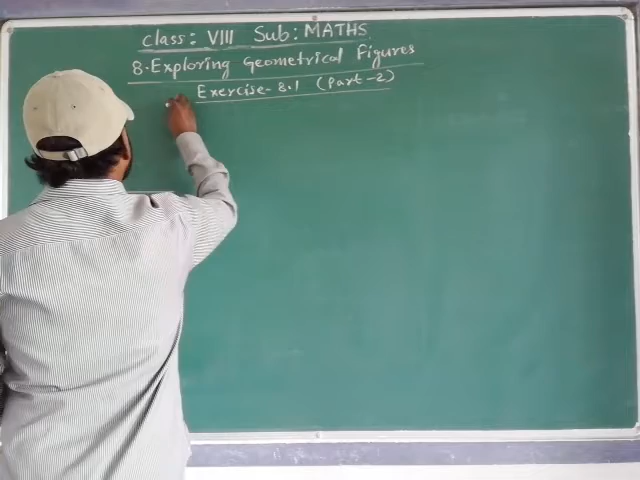 Class: VIII Sub: MATHS
8. Exploring Geometrical Figures
Exercise-8.1 (Part-2)